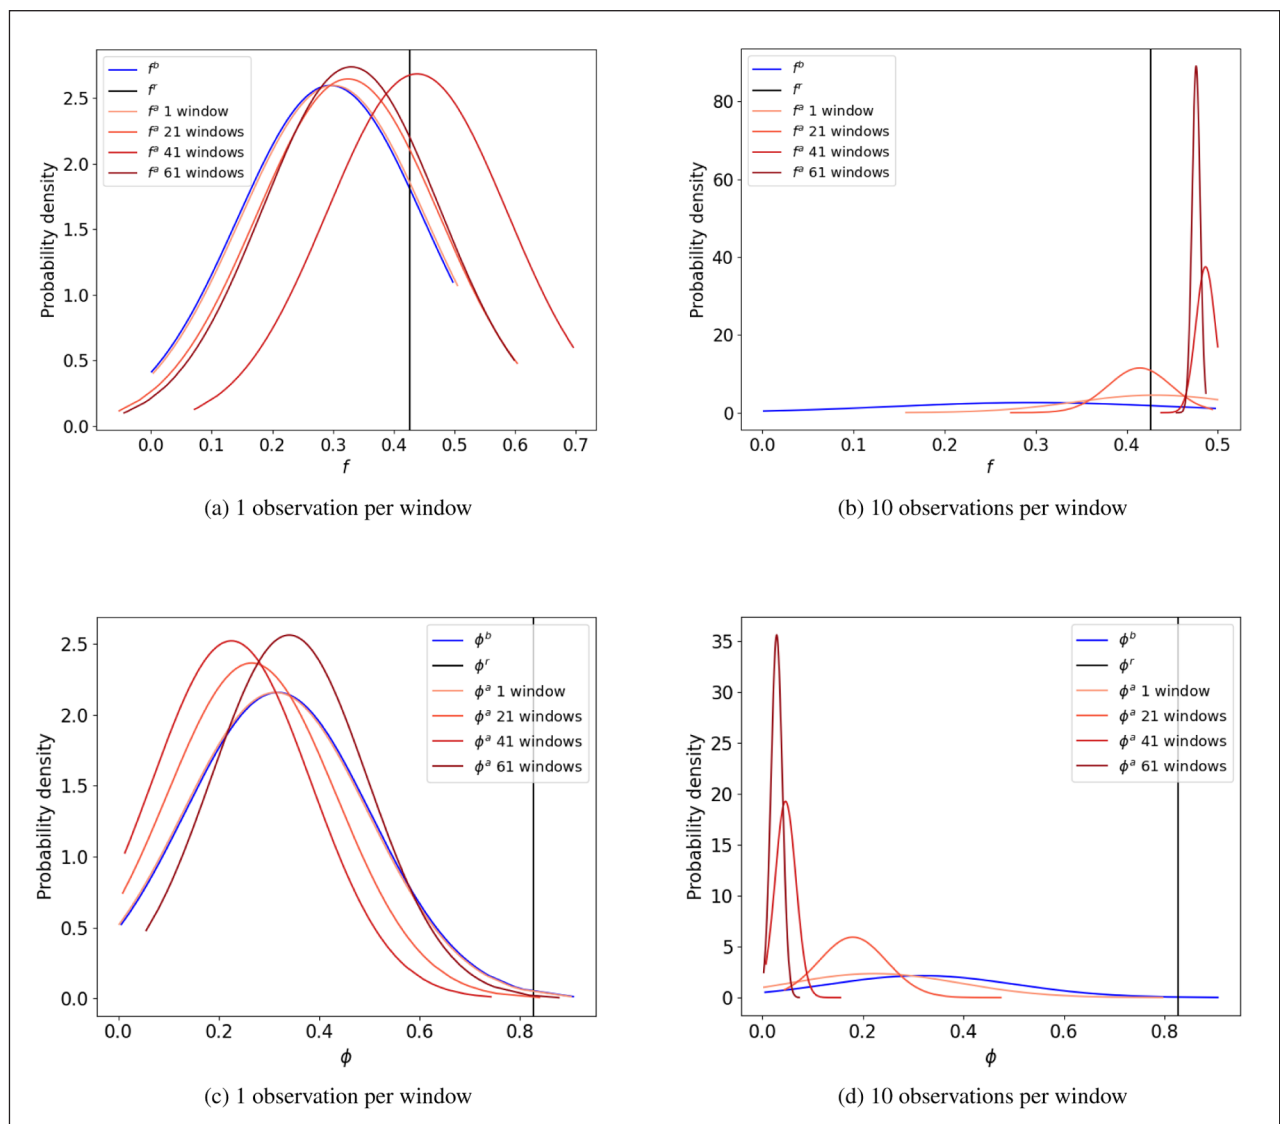 f^b
f^r
f^a 1 window
f^a 21 windows
f^a 41 windows
f^a 61 windows
Probability density
2.5
2.0
1.5
1.0
0.5
0.0
0.0 0.1 0.2 0.3 0.4 0.5 0.6 0.7
f
(a) 1 observation per window
f^b
f^r
f^a 1 window
f^a 21 windows
f^a 41 windows
f^a 61 windows
Probability density
80
60
40
20
0
0.0 0.1 0.2 0.3 0.4 0.5
f
(b) 10 observations per window
ϕ^b
ϕ^r
ϕ^a 1 window
ϕ^a 21 windows
ϕ^a 41 windows
ϕ^a 61 windows
Probability density
2.5
2.0
1.5
1.0
0.5
0.0
0.0 0.2 0.4 0.6 0.8
ϕ
(c) 1 observation per window
ϕ^b
ϕ^r
ϕ^a 1 window
ϕ^a 21 windows
ϕ^a 41 windows
ϕ^a 61 windows
Probability density
35
30
25
20
15
10
5
0
0.0 0.2 0.4 0.6 0.8
ϕ
(d) 10 observations per window